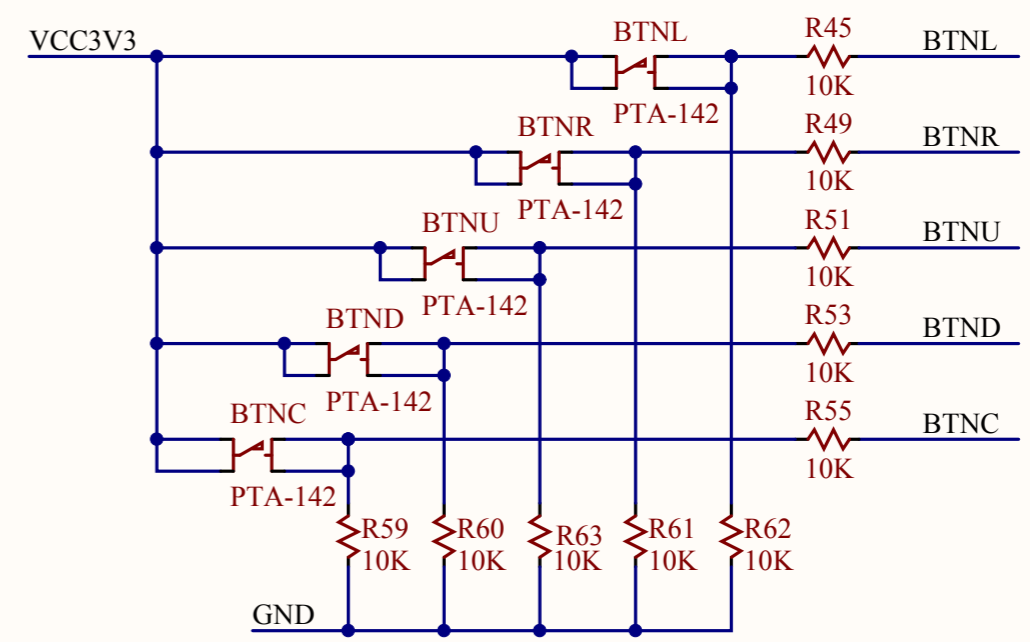 VCC3V3
BTNL
R45
BTNL
10K
PTA-142
BTNR
R49
BTNR
10K
PTA-142
BTNU
R51
BTNU
10K
PTA-142
BTND
R53
BTND
10K
PTA-142
BTNC
R55
BTNC
10K
PTA-142
R59
10K
R60
10K
R63
10K
R61
10K
R62
10K
GND